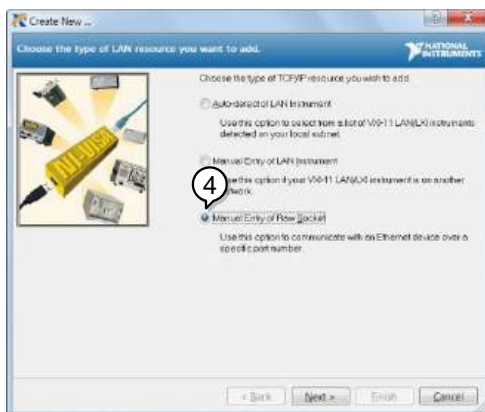 Create New ...
Choose the type of LAN resource you want to add.
NATIONAL
INSTRUMENTS
Choose the type of TCP/IP resource you wish to add
Auto-detect of LAN Instrument
Use this option to select from a list of VXI-11 LAN/LXI instruments
detected on your local subnet.
Manual Entry of LAN Instrument
this option if your VXI-11 LAN/LXI instrument is on another
4
Manual Entry of Raw Socket
Use this option to communicate with an Ethernet device over a
specific port number.
NI-VISA
< Back
Next >
Finish
Cancel